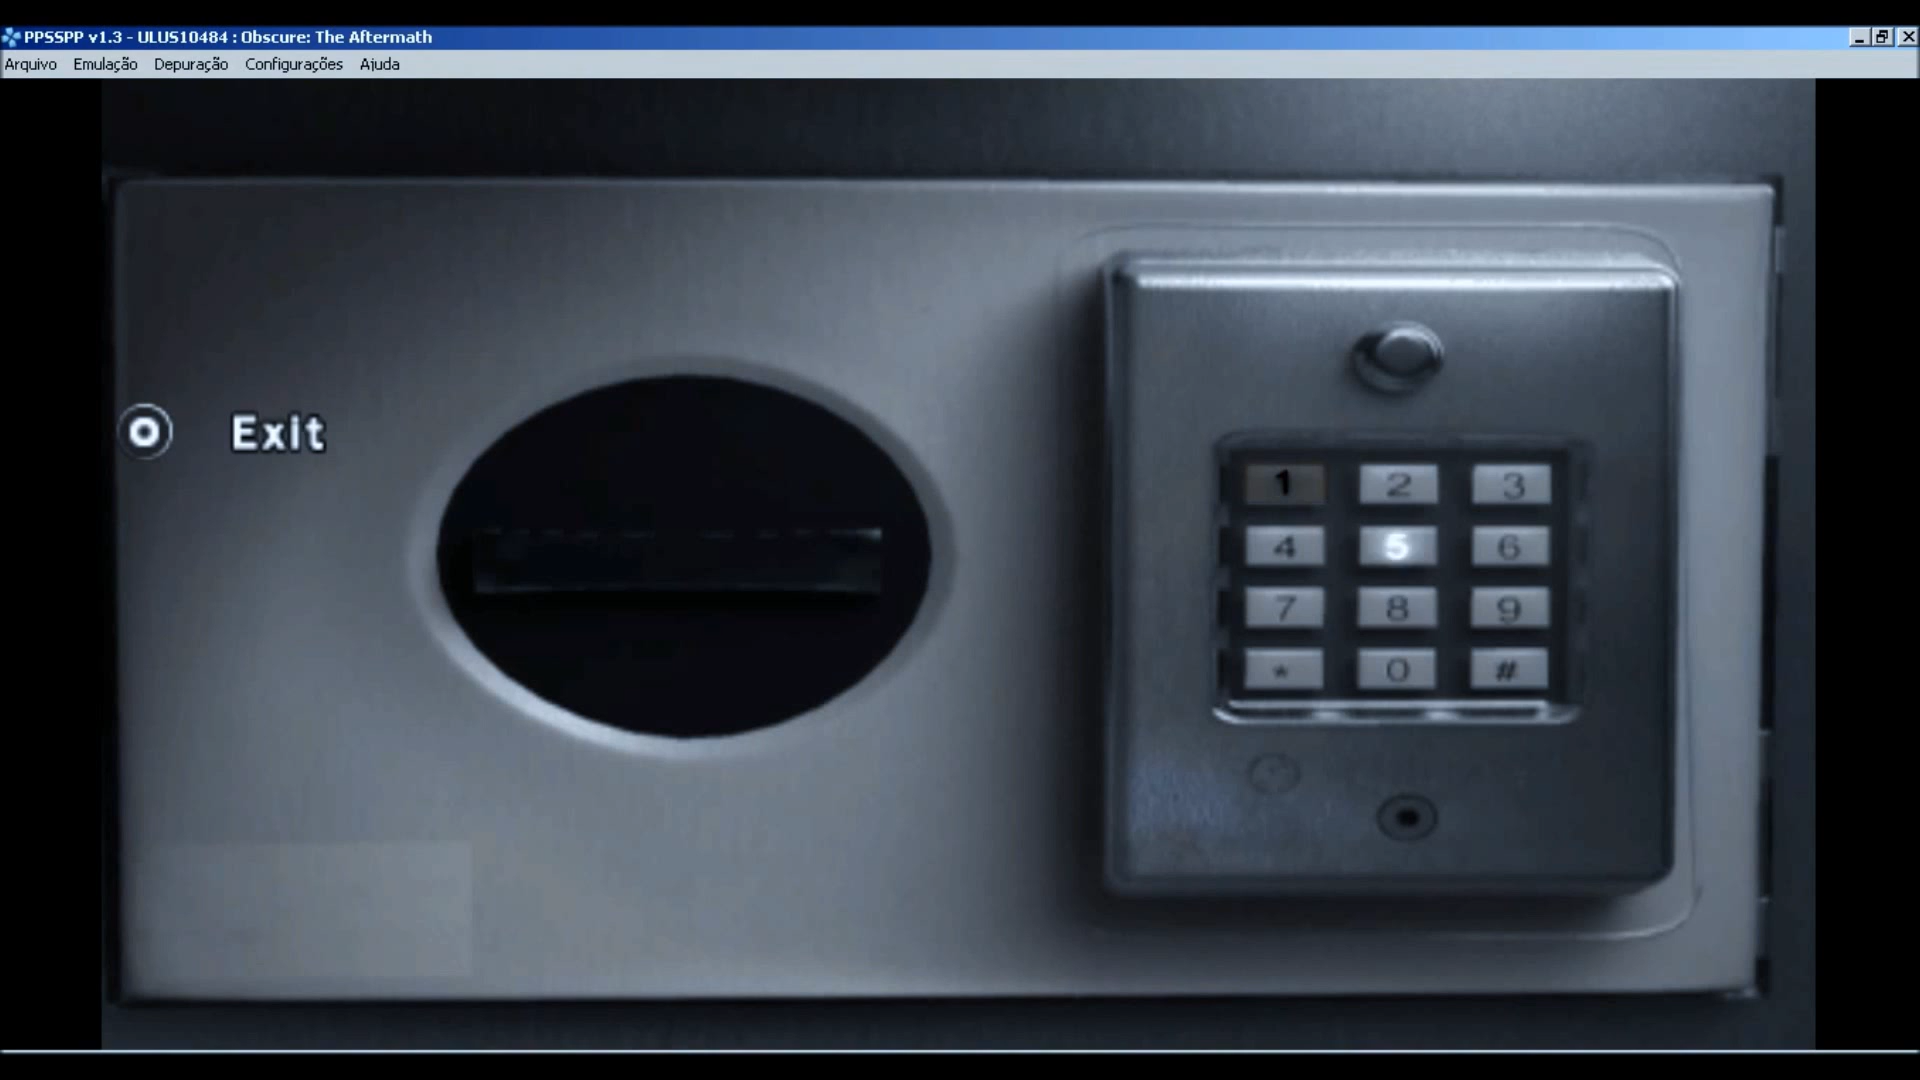 PPSSPP v1.3 - ULUS10484 : Obscure: The Aftermath
Arquivo Emulação Depuração Configurações Ajuda
Exit
1 2 3
4 5 6
7 8 9
* 0 #